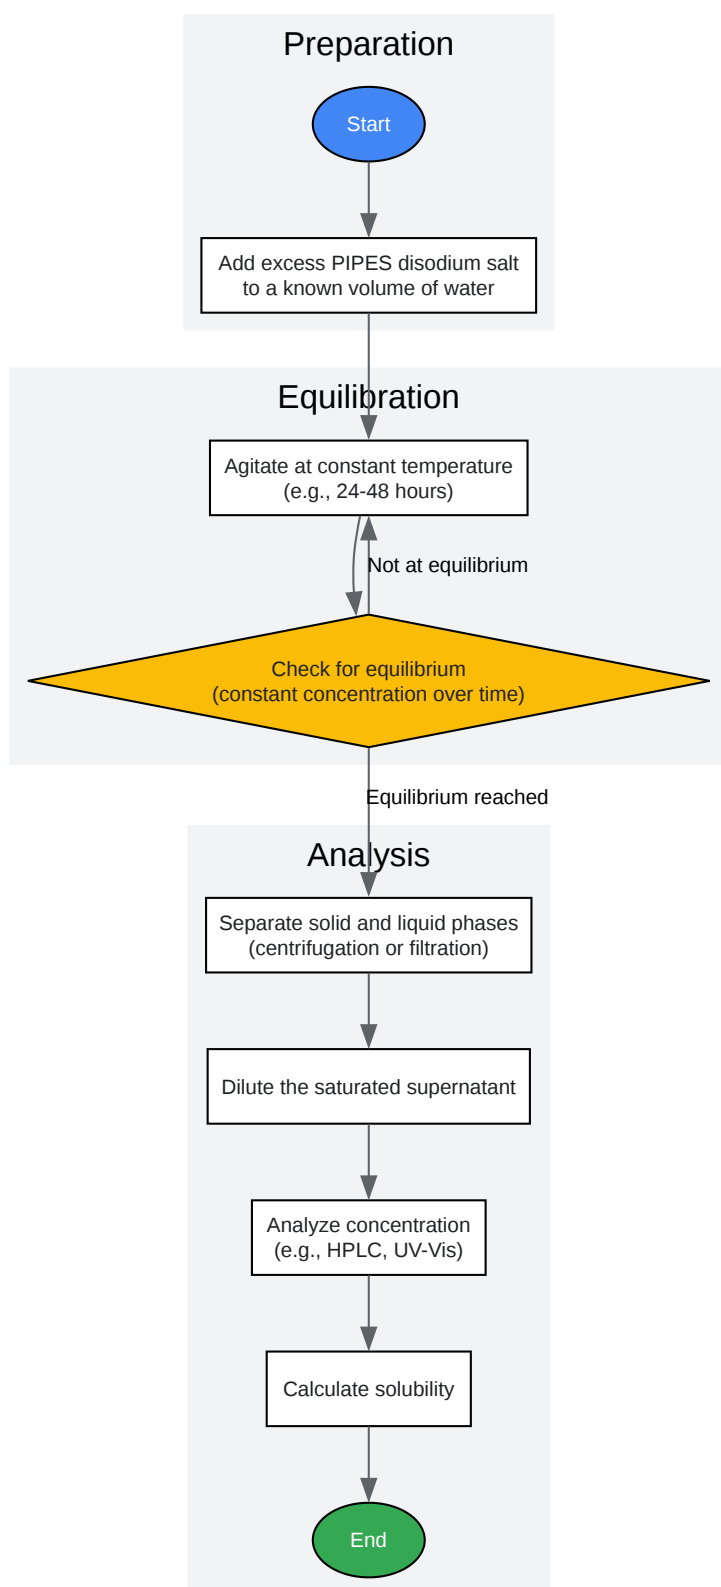 Preparation
Start
Add excess PIPES disodium salt
to a known volume of water
Equilibration
Agitate at constant temperature
(e.g., 24-48 hours)
Not at equilibrium
Check for equilibrium
(constant concentration over time)
Equilibrium reached
Analysis
Separate solid and liquid phases
(centrifugation or filtration)
Dilute the saturated supernatant
Analyze concentration
(e.g., HPLC, UV-Vis)
Calculate solubility
End